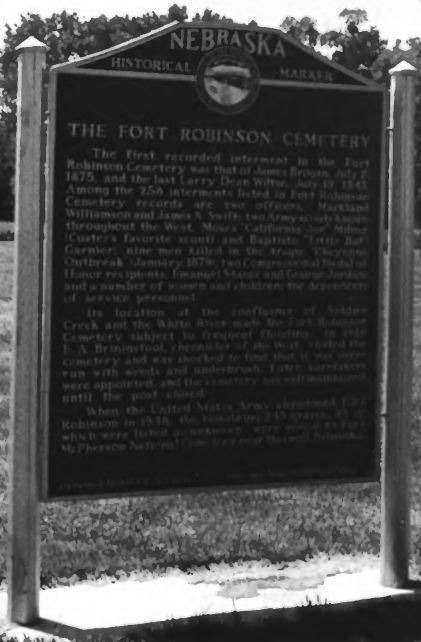 NEBRASKA
HISTORICAL MARKER
THE FORT ROBINSON CEMETERY
The first recorded interment in the Fort
Robinson Cemetery was that of James Brogan, July 2,
1875, and the last Larry Dean Wiltse, July 19, 1943.
Among the 258 interments listed in Fort Robinson
Cemetery records are two officers, Markland
Williamson and James A. Swift; two Army scouts known
throughout the West, Moses "California Joe" Milner
(Custer's favorite scout) and Baptiste "Little Bat"
Garnier; nine men killed in the tragic "Cheyenne
Outbreak" (January 1879); two Congressional Medal of
Honor recipients, Emanuel Stance and George Jordan;
and a number of women and children, the dependents
of service personnel.
Its location at the confluence of Soldier
Creek and the White River made the Fort Robinson
Cemetery subject to frequent flooding. In
E. A. Brininstool, chronicler of the West, visited the
cemetery and was shocked to find that it was over-
run with weeds and underbrush. Later, caretakers
were appointed, and the cemetery was well maintained
until the post closed.
When the United States Army abandoned Fort
Robinson in 1948, the remaining graves, of
which were listed as unknown, were moved to Fort
McPherson National Cemetery near Maxwell, Nebraska.